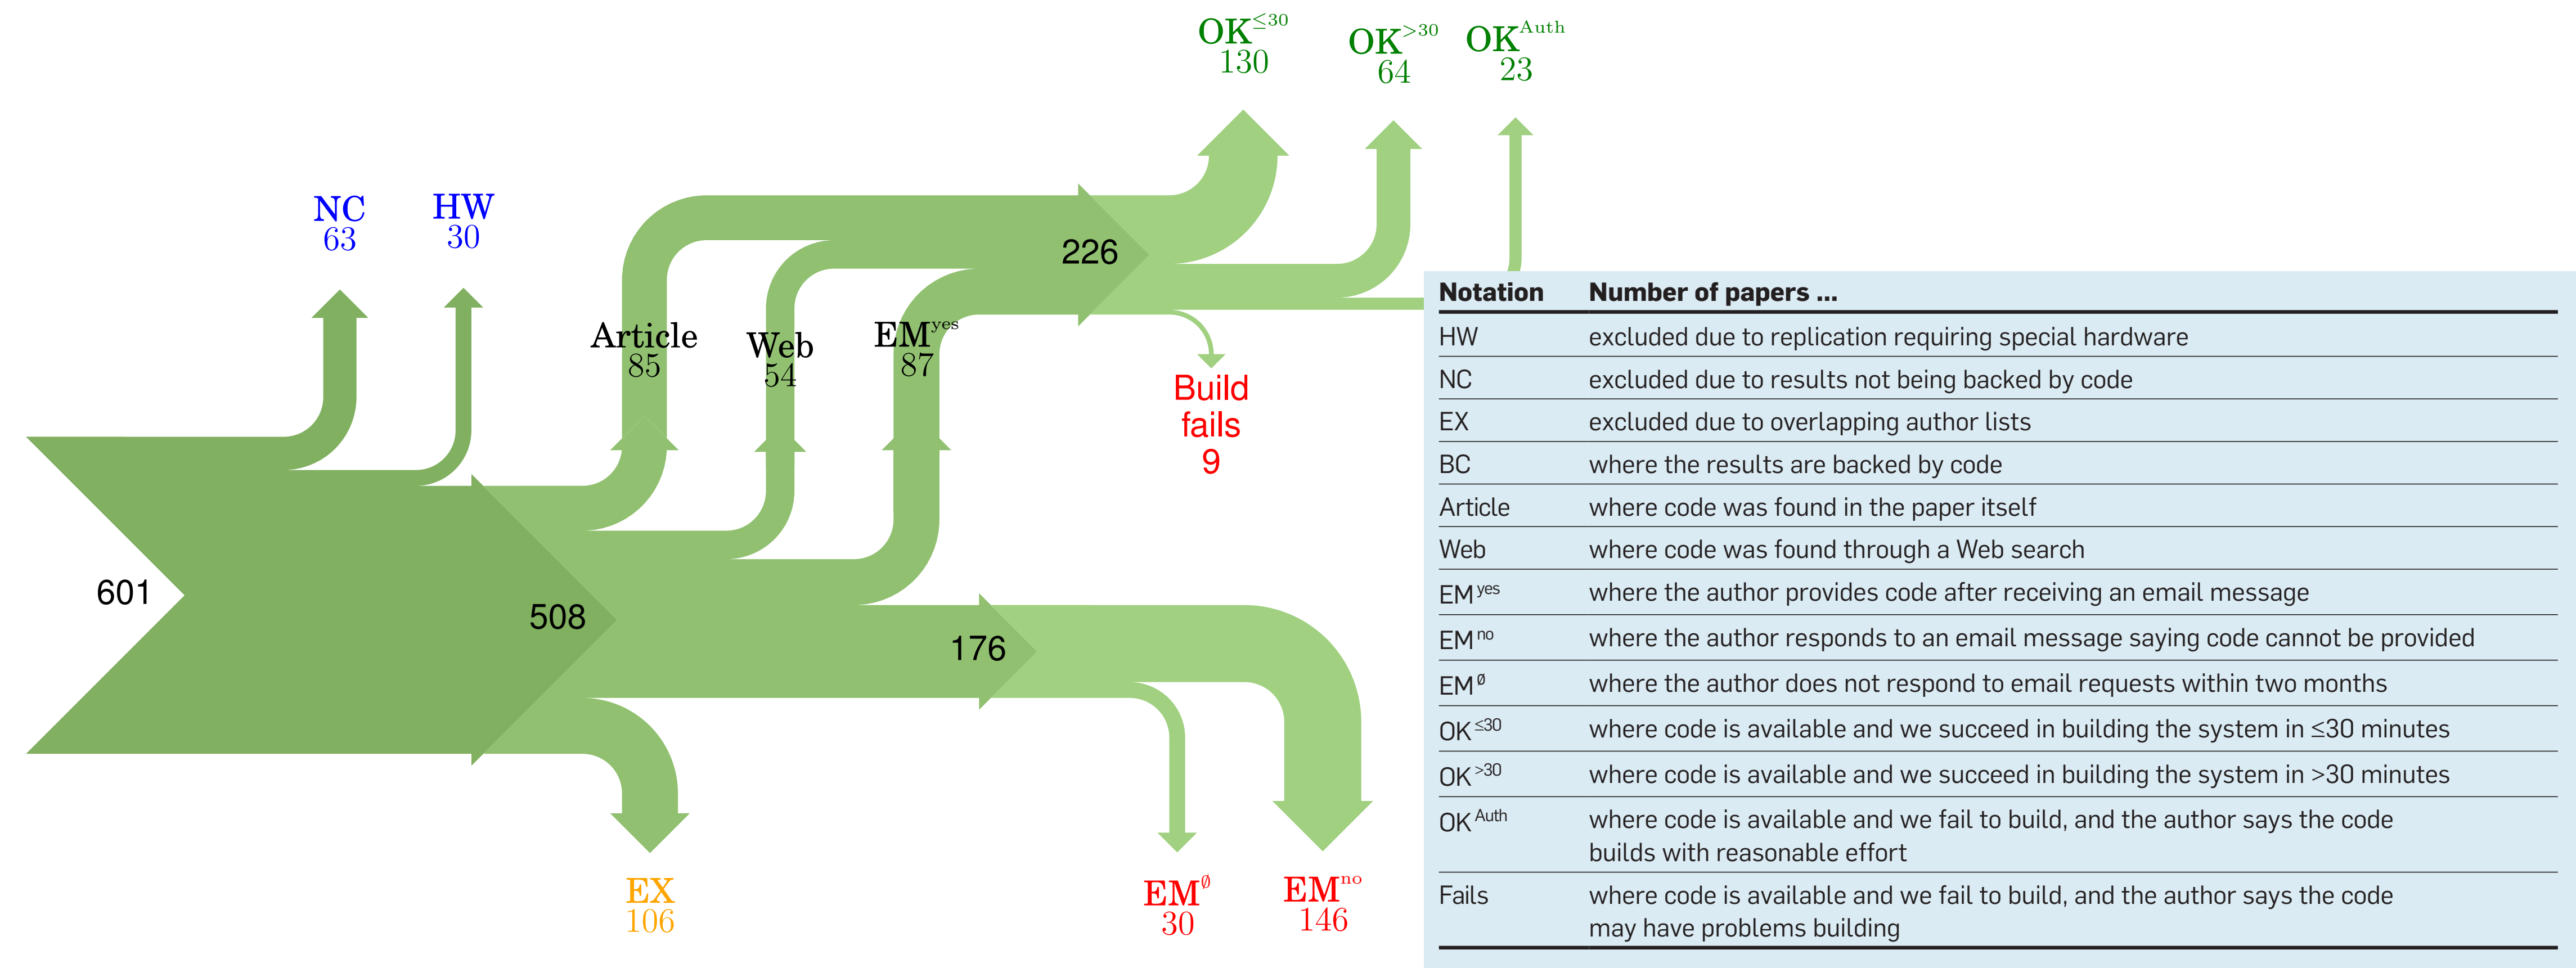 OK≤30
130
OK>30
64
OKAuth
23
NC
63
HW
30
226
Article
85
Web
54
EMyes
87
Build
fails
9
601
508
176
EX
106
EM∅
30
EMno
146
Notation Number of papers ...
HW excluded due to replication requiring special hardware
NC excluded due to results not being backed by code
EX excluded due to overlapping author lists
BC where the results are backed by code
Article where code was found in the paper itself
Web where code was found through a Web search
EM yes where the author provides code after receiving an email message
EM no where the author responds to an email message saying code cannot be provided
EM ∅ where the author does not respond to email requests within two months
OK ≤30 where code is available and we succeed in building the system in ≤30 minutes
OK >30 where code is available and we succeed in building the system in >30 minutes
OK Auth where code is available and we fail to build, and the author says the code
builds with reasonable effort
Fails where code is available and we fail to build, and the author says the code
may have problems building